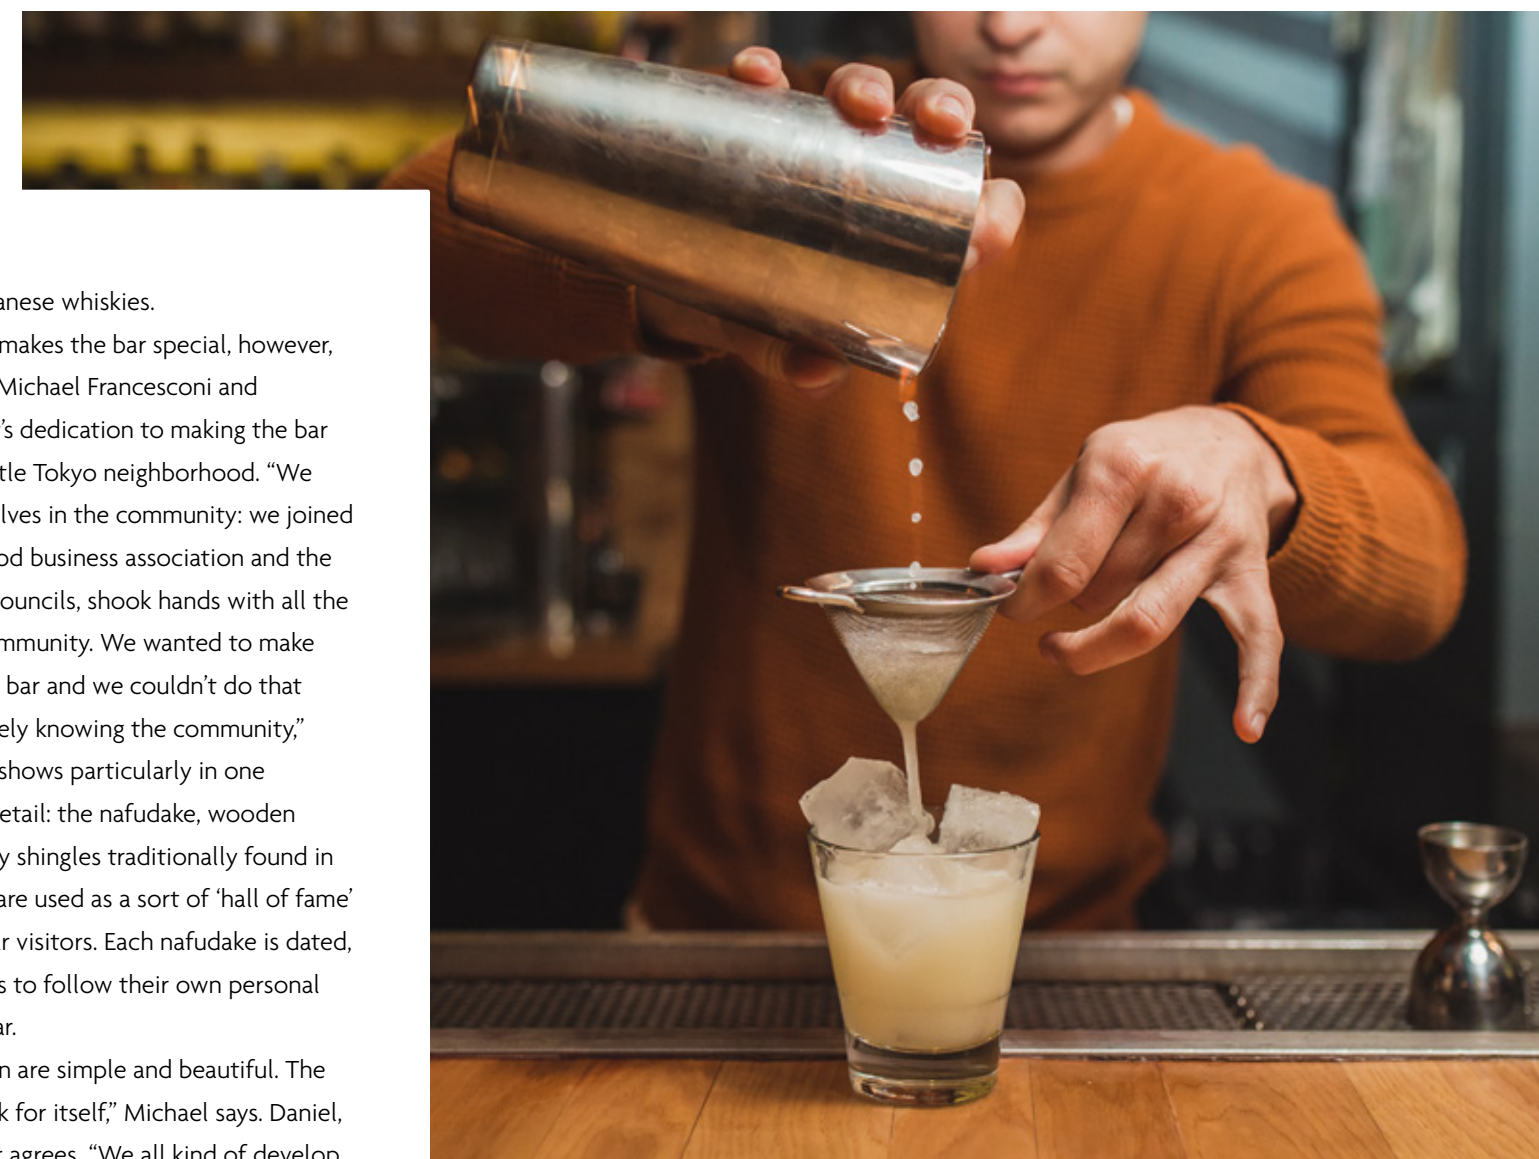 anese whiskies.
makes the bar special, however,
Michael Francesconi and
’s dedication to making the bar
tle Tokyo neighborhood. “We
lves in the community: we joined
od business association and the
ouncils, shook hands with all the
mmunity. We wanted to make
bar and we couldn’t do that
ely knowing the community,”
shows particularly in one
etail: the nafudake, wooden
y shingles traditionally found in
are used as a sort of ‘hall of fame’
r visitors. Each nafudake is dated,
s to follow their own personal
ar.
n are simple and beautiful. The
k for itself,” Michael says. Daniel,
r agrees. “We all kind of develop